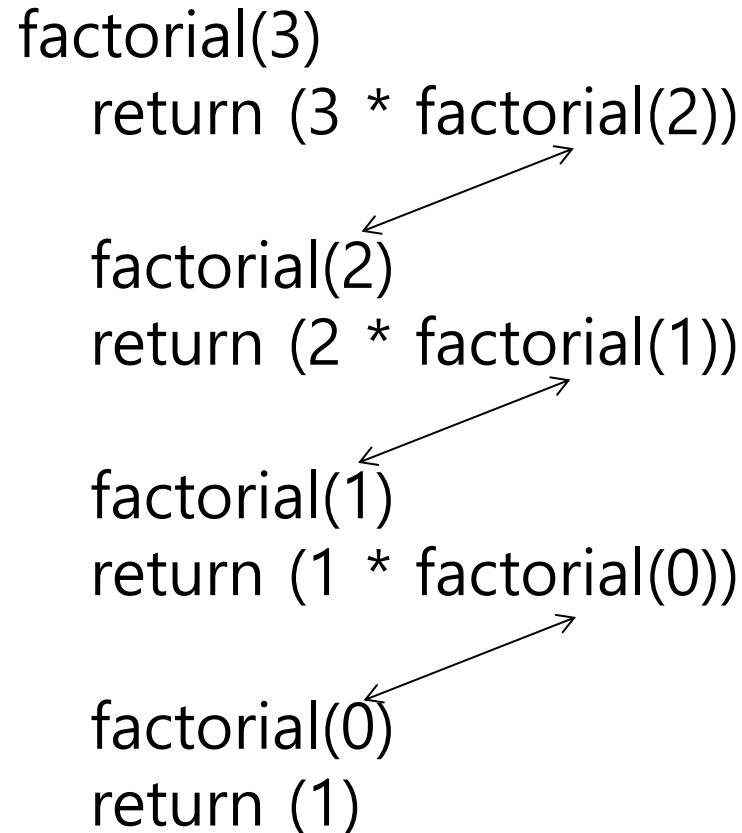 factorial(3)
return (3 * factorial(2))
factorial(2)
return (2 * factorial(1))
factorial(1)
return (1 * factorial(0))
factorial(0)
return (1)